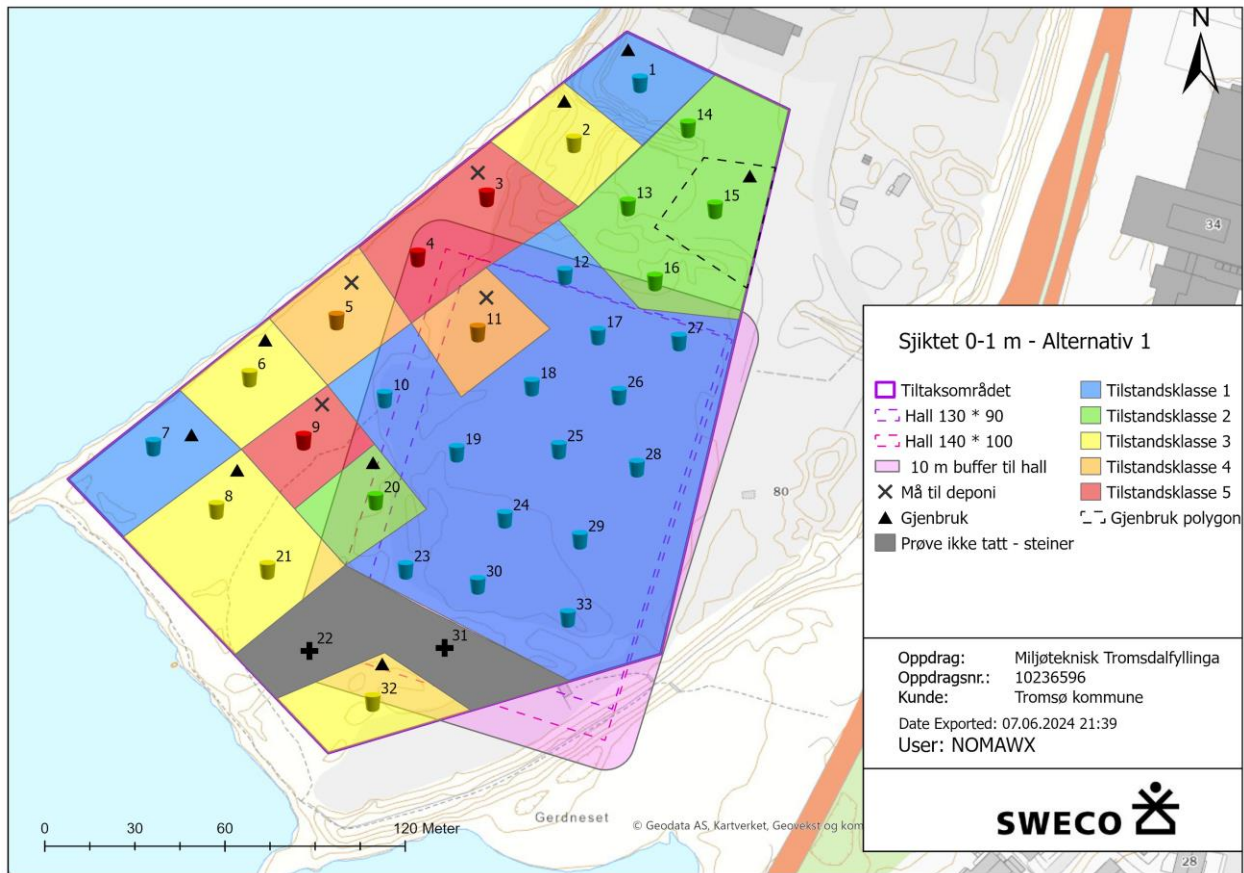 N
1
14
2
3
13
15
4
12
16
5
11
17
27
6
18
26
10
7
9
19
25
28
8
20
24
29
21
23
30
33
22
31
32
34
80
28
Gerdneset
0 60 120 Meter
© Geodata AS, Kartverket, Geovekst og kom
Sjiktet 0-1 m - Alternativ 1
Tiltaksområdet
Hall 130 * 90
Hall 140 * 100
10 m buffer til hall
Må til deponi
Gjenbruk
Prøve ikke tatt - steiner
Tilstandsklasse 1
Tilstandsklasse 2
Tilstandsklasse 3
Tilstandsklasse 4
Tilstandsklasse 5
Gjenbruk polygon
Oppdrag: Miljøteknisk Tromsdalfyllinga
Oppdragsnr.: 10236596
Kunde: Tromsø kommune
Date Exported: 07.06.2024 21:39
User: NOMAWX
SWECO